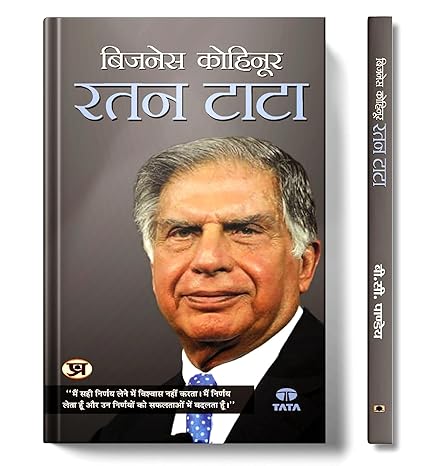 बिजनेस कोहिनूर
रतन टाटा
प्र
“मैं सही निर्णय लेने में विश्वास नहीं करता। मैं निर्णय
लेता हूँ और उन निर्णयों को सफलताओं में बदलता हूँ।”
TATA
बिजनेस कोहिनूर रतन टाटा
बी.सी. पाण्डेय